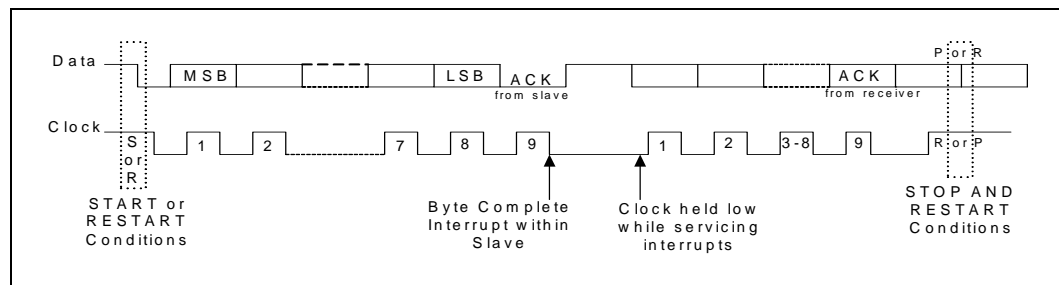 P or R
Data
MSB
LSB
ACK
from slave
ACK
from receiver
Clock
S or R
1
2
7
8
9
1
2
3-8
9
R or P
START or
RESTART
Conditions
Byte Complete
Interrupt within
Slave
Clock held low
while servicing
interrupts
STOP AND
RESTART
Conditions